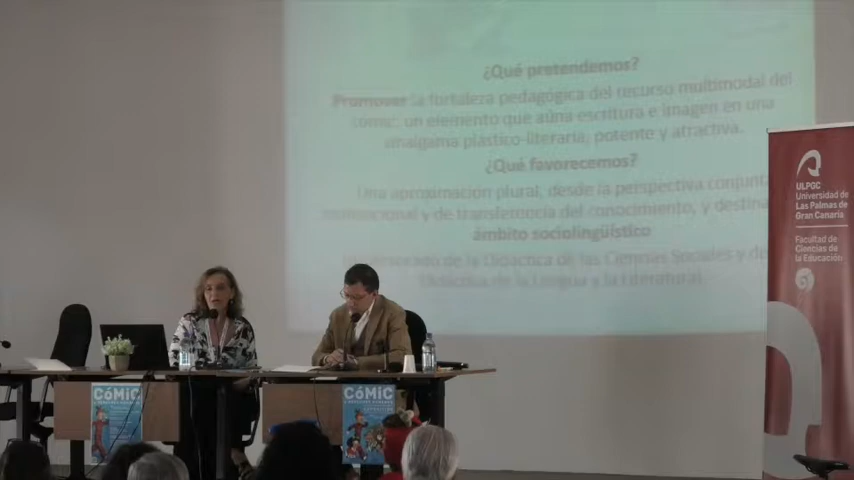 ¿Qué pretendemos?
Promover la fortaleza pedagógica del recurso multimodal del
cómic: un elemento que aúna escritura e imagen en una
amalgama plástico-literaria, potente y atractiva.
¿Qué favorecemos?
Una aproximación plural, desde la perspectiva conjunta
y de transferencia del conocimiento, y
ámbito sociolingüístico
de la Didáctica de las Ciencias Sociales y de
Didáctica de la Lengua y la Literatura
ULPGC
Universidad de
Las Palmas de
Gran Canaria
Facultad de
Ciencias de
la Educación
CóMiC
CóMiC